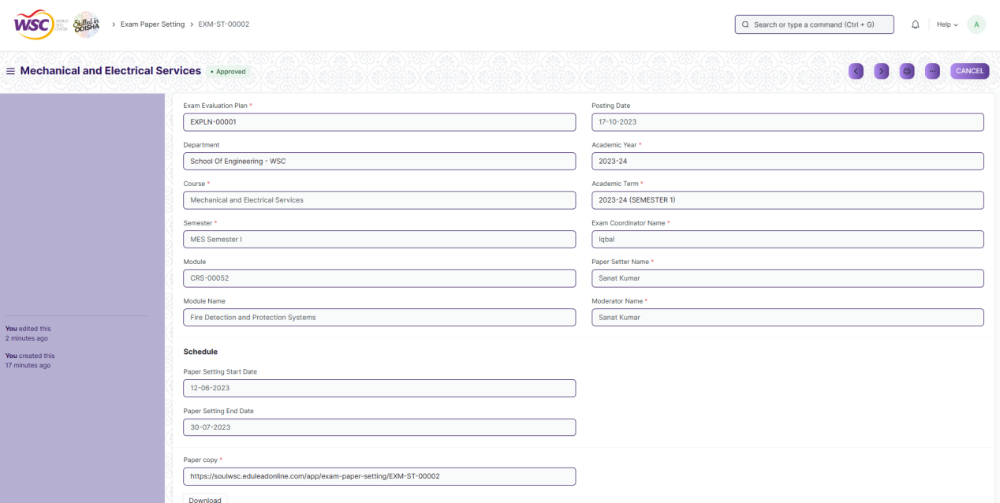 WSC WORLD SKILL CENTER Skilled in ODISHA > Exam Paper Setting > EXM-ST-00002 Search or type a command (Ctrl + G) Help A
Mechanical and Electrical Services • Approved CANCEL
Exam Evaluation Plan *
EXPLN-00001
Department
School Of Engineering - WSC
Course *
Mechanical and Electrical Services
Semester *
MES Semester I
Module
CRS-00052
Module Name
Fire Detection and Protection Systems
Posting Date
17-10-2023
Academic Year *
2023-24
Academic Term *
2023-24 (SEMESTER 1)
Exam Coordinator Name *
Iqbal
Paper Setter Name *
Sanat Kumar
Moderator Name *
Sanat Kumar
You edited this
2 minutes ago
You created this
17 minutes ago
Schedule
Paper Setting Start Date
12-06-2023
Paper Setting End Date
30-07-2023
Paper copy *
https://soulwsc.eduleadonline.com/app/exam-paper-setting/EXM-ST-00002
Download